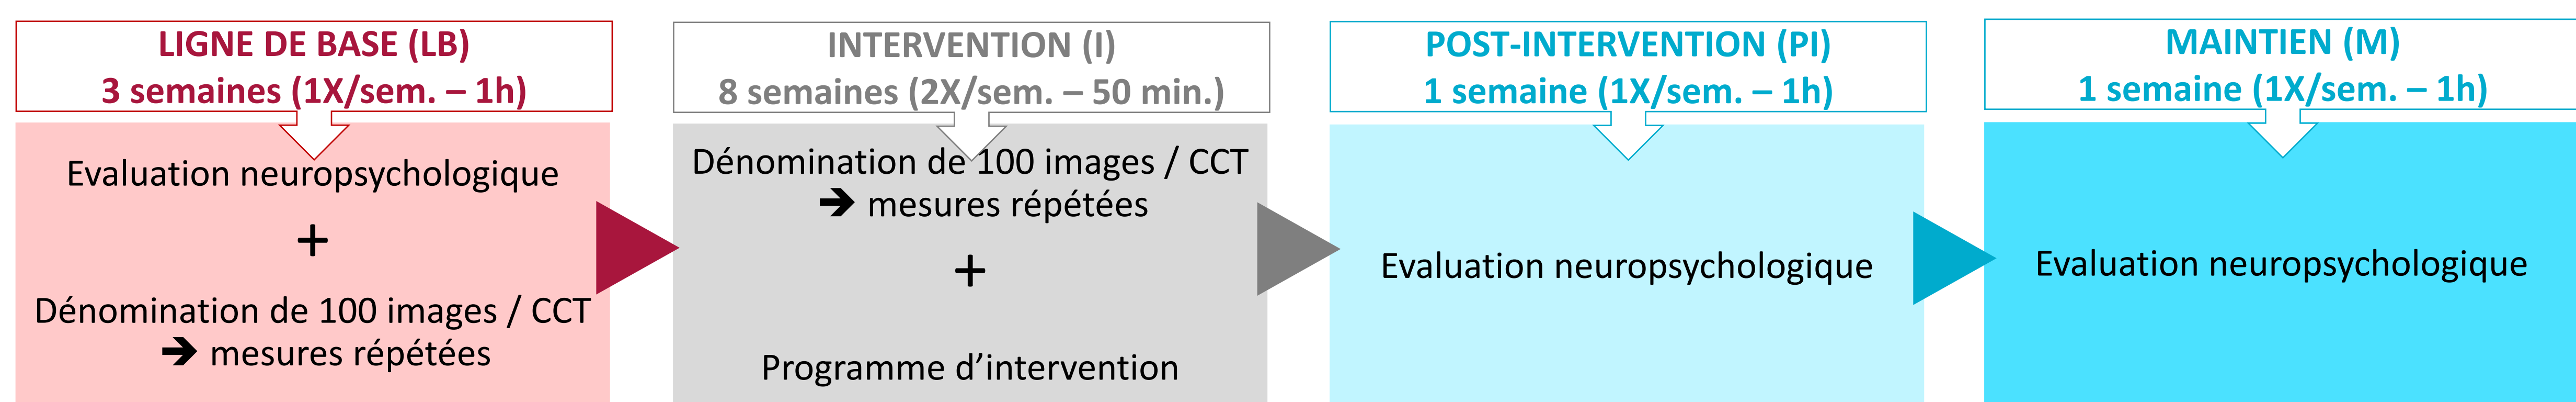 LIGNE DE BASE (LB)
3 semaines (1X/sem. – 1h)
Evaluation neuropsychologique
+
Dénomination de 100 images / CCT
➔ mesures répétées
INTERVENTION (I)
8 semaines (2X/sem. – 50 min.)
Dénomination de 100 images / CCT
➔ mesures répétées
+
Programme d’intervention
POST-INTERVENTION (PI)
1 semaine (1X/sem. – 1h)
Evaluation neuropsychologique
MAINTIEN (M)
1 semaine (1X/sem. – 1h)
Evaluation neuropsychologique